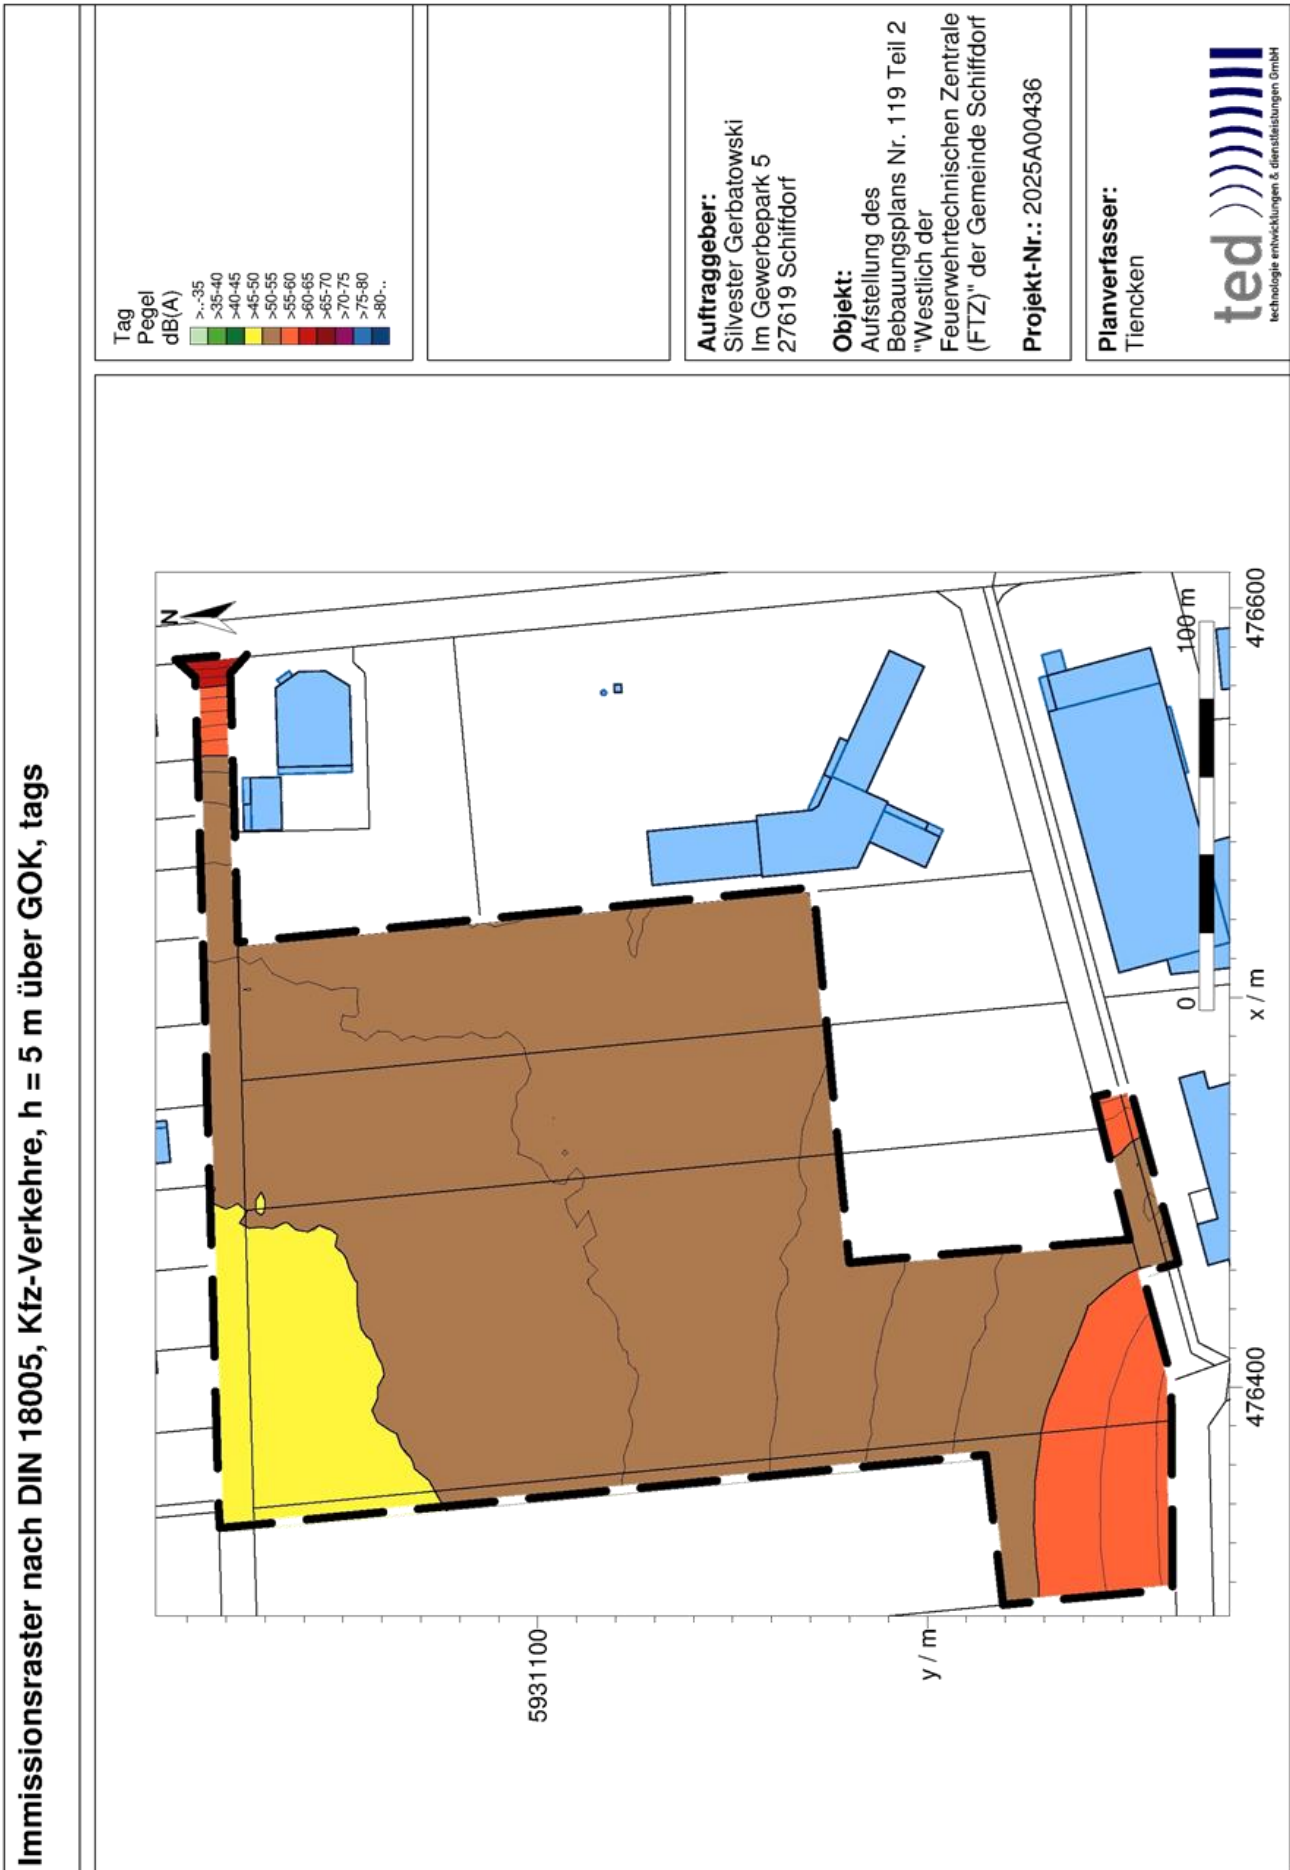 Immissionsraster nach DIN 18005, Kfz-Verkehre, h = 5 m über GOK, tags
Tag
Pegel
dB(A)
>..-35
>35-40
>40-45
>45-50
>50-55
>55-60
>60-65
>65-70
>70-75
>75-80
>80-..
Auftraggeber:
Silvester Gerbatowski
Im Gewerbepark 5
27619 Schiffdorf
Objekt:
Aufstellung des
Bebauungsplans Nr. 119 Teil 2
"Westlich der
Feuerwehrtechnischen Zentrale
(FTZ)" der Gemeinde Schiffdorf
Projekt-Nr.: 2025A00436
Planverfasser:
Tiencken
ted
technologie entwicklungen & dienstleistungen GmbH
N
5931100
y / m
0
100 m
476400
x / m
476600